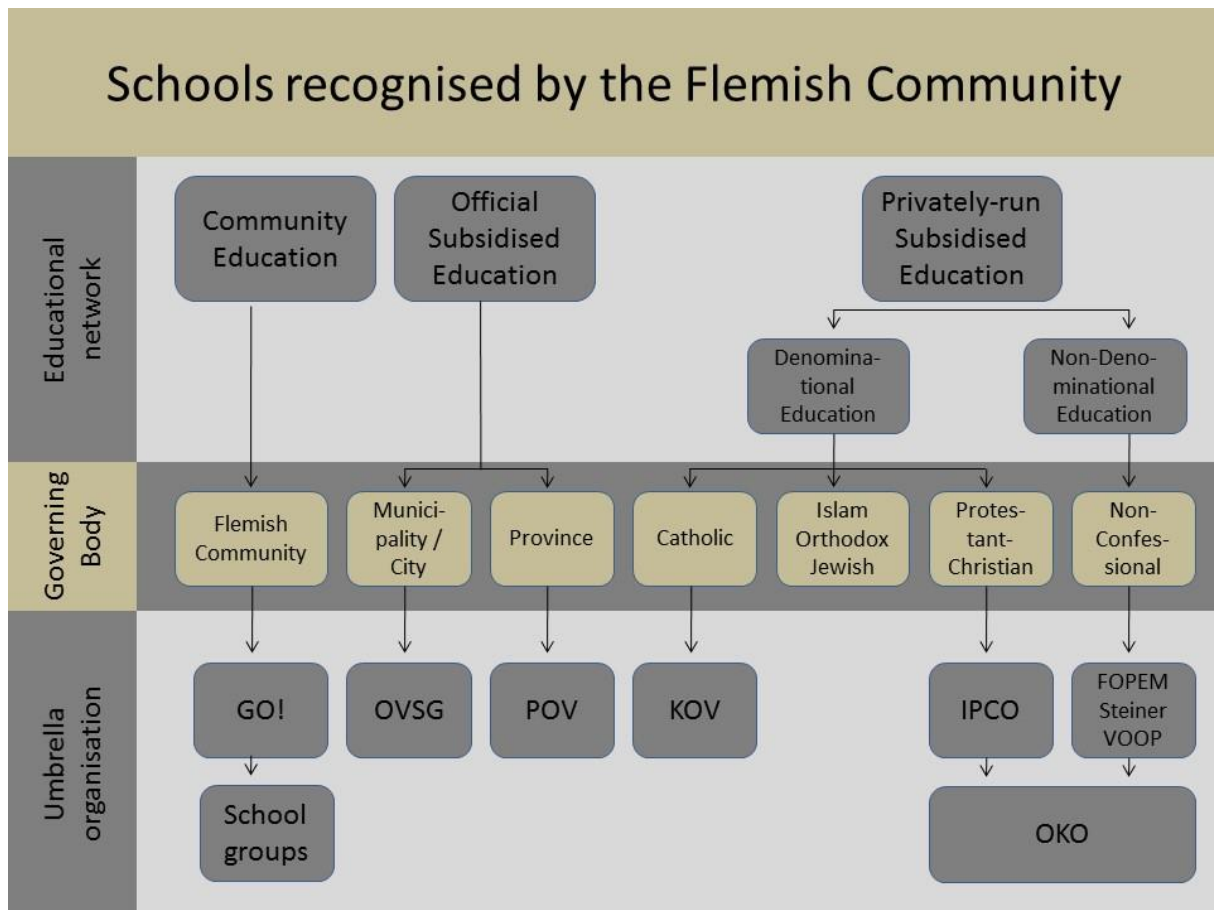 Schools recognised by the Flemish Community
Educational
network
Community
Education
Official
Subsidised
Education
Privately-run
Subsidised
Education
Denomina-
tional
Education
Non-Deno-
minational
Education
Governing
Body
Flemish
Community
Munici-
pality /
City
Province
Catholic
Islam
Orthodox
Jewish
Protes-
tant-
Christian
Non-
Confes-
sional
Umbrella
organisation
GO!
OVSG
POV
KOV
IPCO
FOPEM
Steiner
VOOP
School
groups
OKO